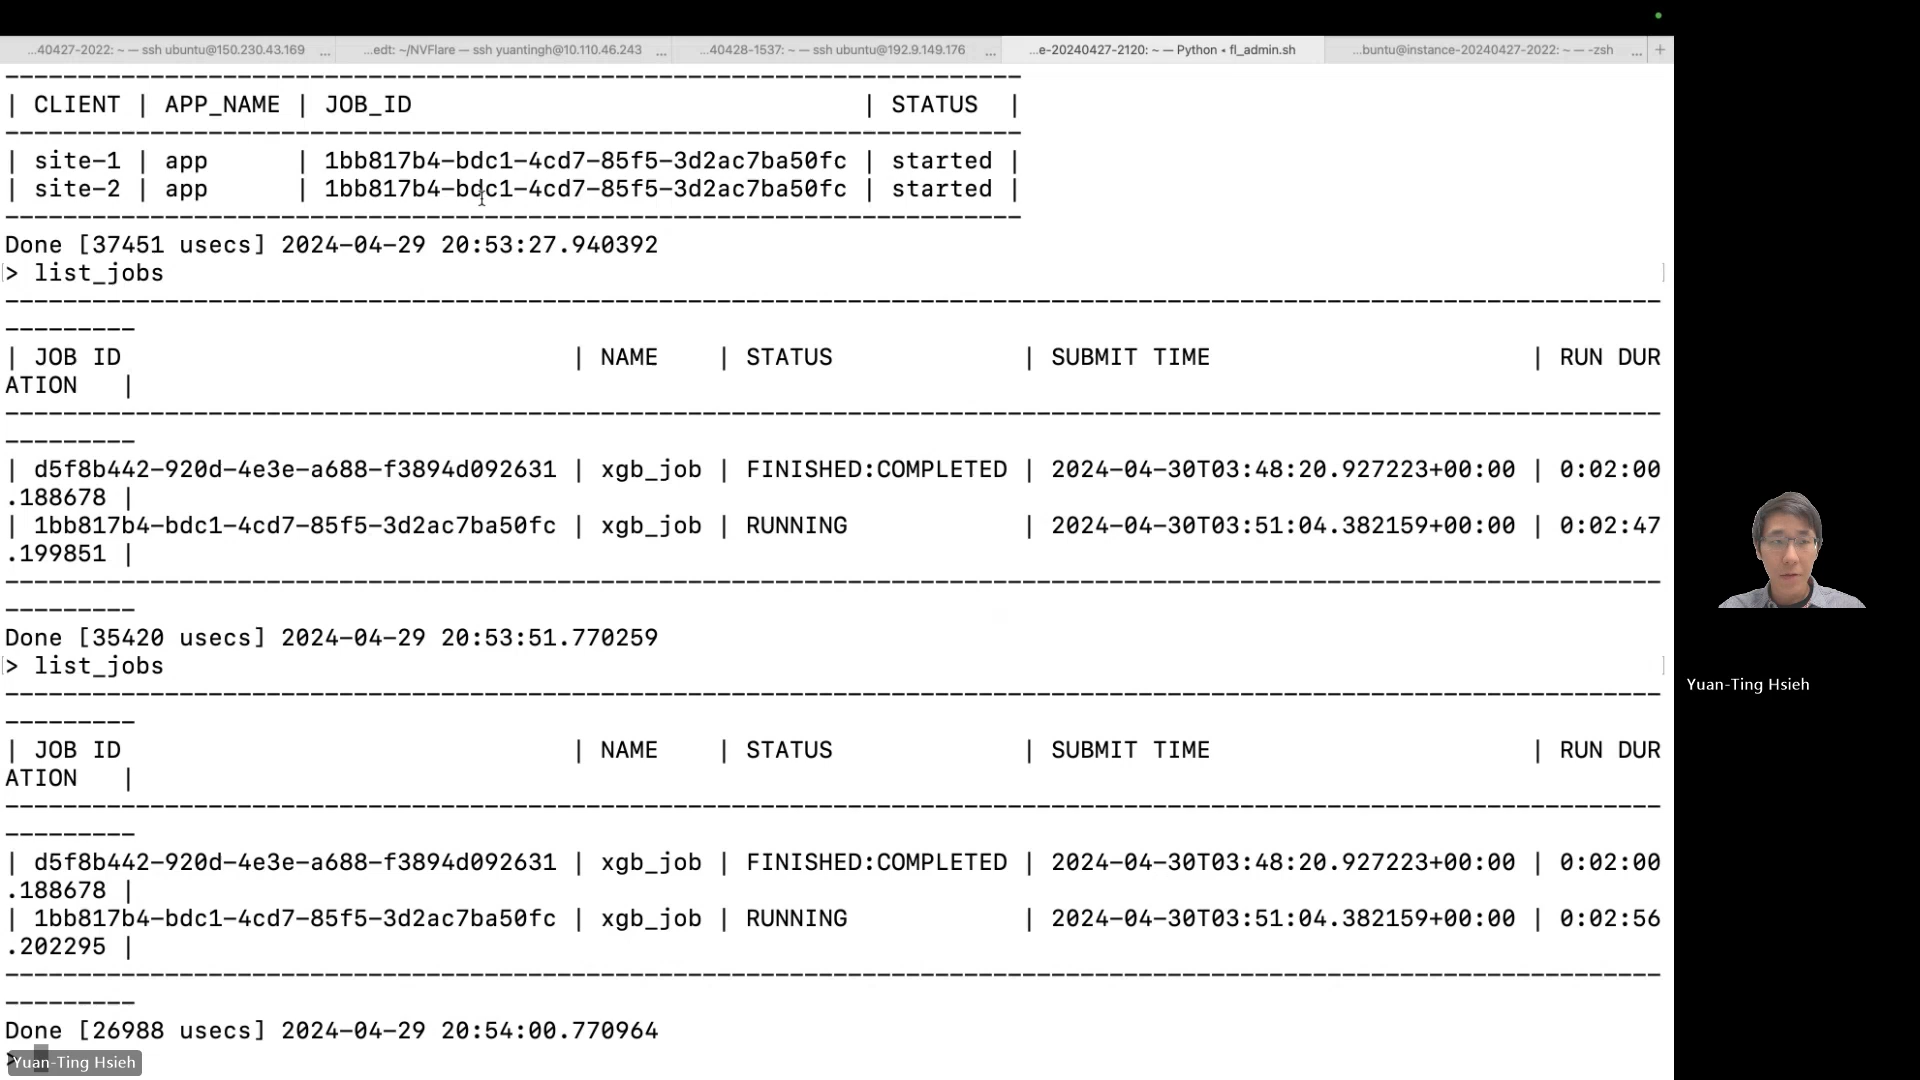 ...40427-2022: ~ — ssh ubuntu@150.230.43.169 ... ...edt: ~/NVFlare — ssh yuantingh@10.110.46.243 ... ...40428-1537: ~ — ssh ubuntu@192.9.149.176 ... ...e-20240427-2120: ~ — Python • fl_admin.sh ...buntu@instance-20240427-2022: ~ — -zsh ... +
| CLIENT | APP_NAME | JOB_ID | STATUS |
| site-1 | app | 1bb817b4-bdc1-4cd7-85f5-3d2ac7ba50fc | started |
| site-2 | app | 1bb817b4-bdc1-4cd7-85f5-3d2ac7ba50fc | started |
Done [37451 usecs] 2024-04-29 20:53:27.940392
> list_jobs
| JOB ID | NAME | STATUS | SUBMIT TIME | RUN DUR
ATION |
| d5f8b442-920d-4e3e-a688-f3894d092631 | xgb_job | FINISHED:COMPLETED | 2024-04-30T03:48:20.927223+00:00 | 0:02:00
.188678 |
| 1bb817b4-bdc1-4cd7-85f5-3d2ac7ba50fc | xgb_job | RUNNING | 2024-04-30T03:51:04.382159+00:00 | 0:02:47
.199851 |
Done [35420 usecs] 2024-04-29 20:53:51.770259
> list_jobs
| JOB ID | NAME | STATUS | SUBMIT TIME | RUN DUR
ATION |
| d5f8b442-920d-4e3e-a688-f3894d092631 | xgb_job | FINISHED:COMPLETED | 2024-04-30T03:48:20.927223+00:00 | 0:02:00
.188678 |
| 1bb817b4-bdc1-4cd7-85f5-3d2ac7ba50fc | xgb_job | RUNNING | 2024-04-30T03:51:04.382159+00:00 | 0:02:56
.202295 |
Done [26988 usecs] 2024-04-29 20:54:00.770964
Yuan-Ting Hsieh
Yuan-Ting Hsieh